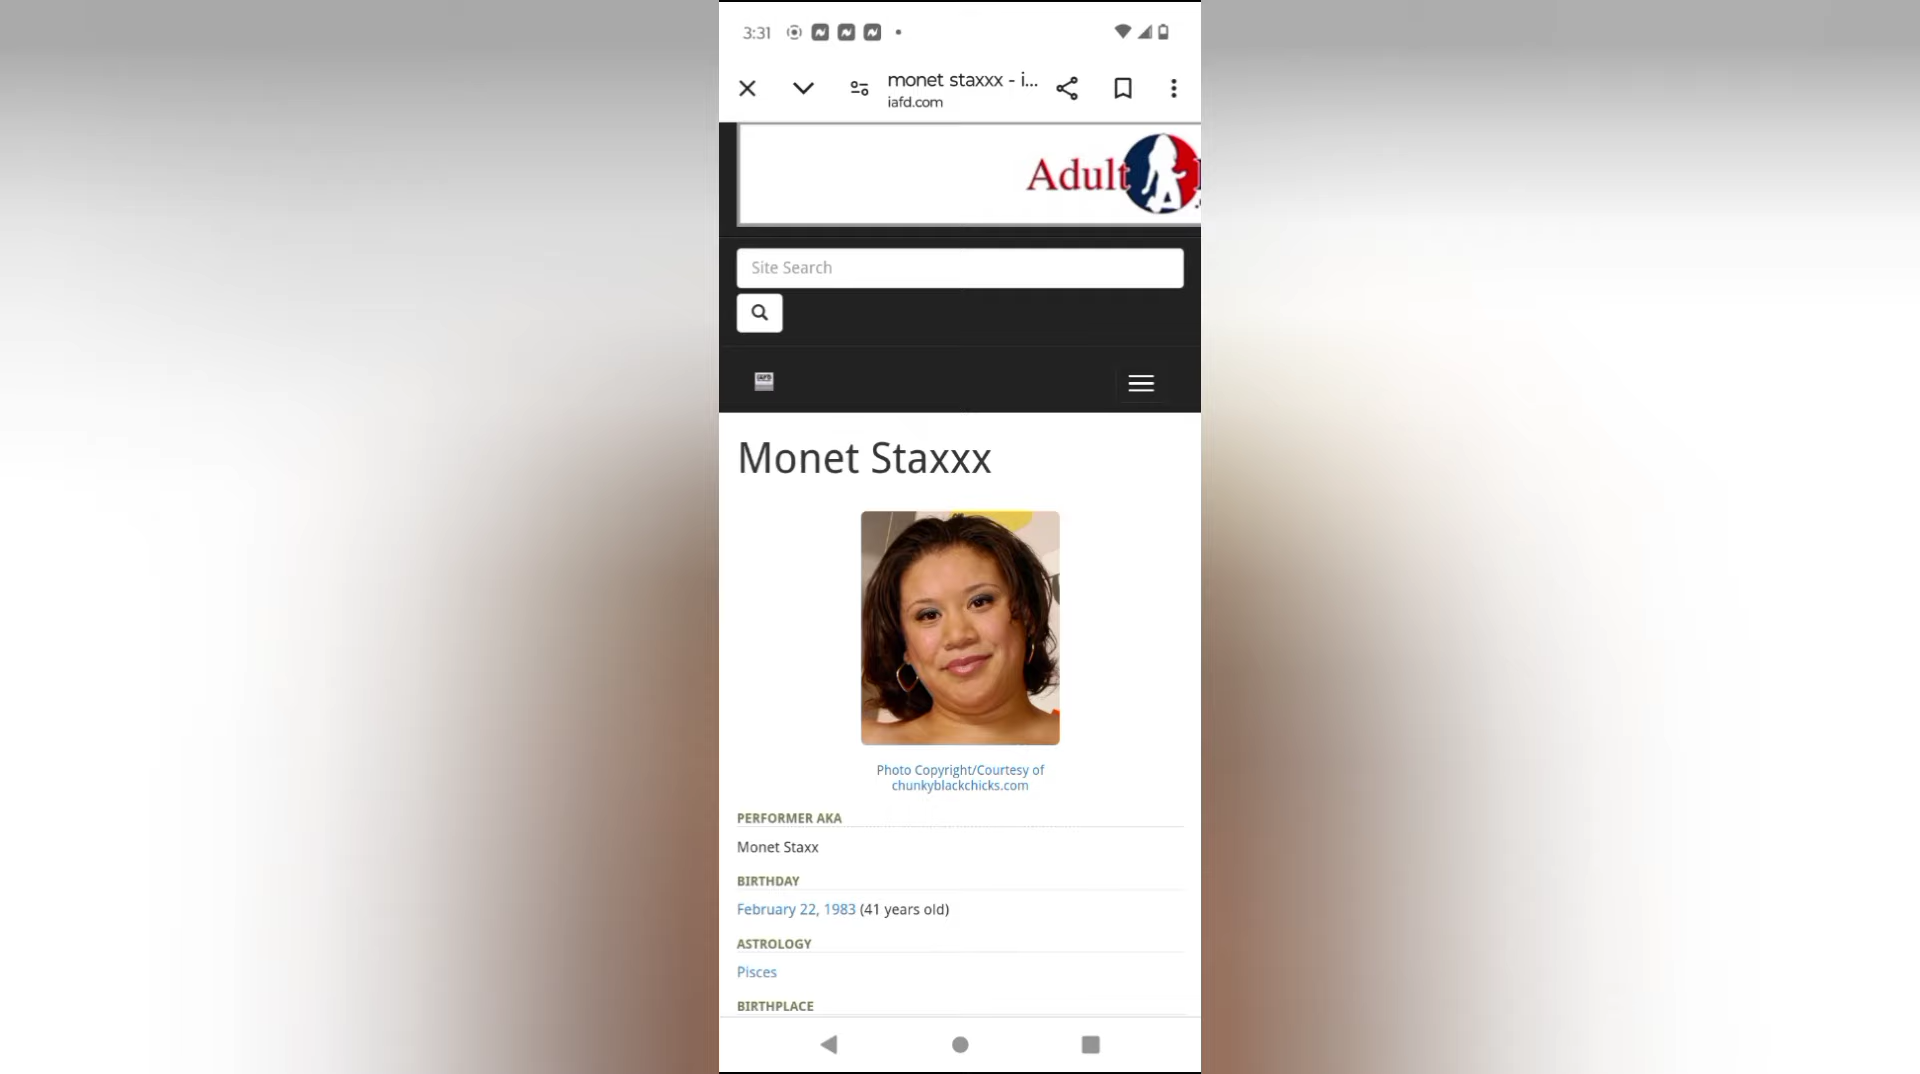 3:31
monet staxxx - i...
iafd.com
Adult
Site Search
Monet Staxxx
Photo Copyright/Courtesy of
chunkyblackchicks.com
PERFORMER AKA
Monet Staxx
BIRTHDAY
February 22, 1983 (41 years old)
ASTROLOGY
Pisces
BIRTHPLACE